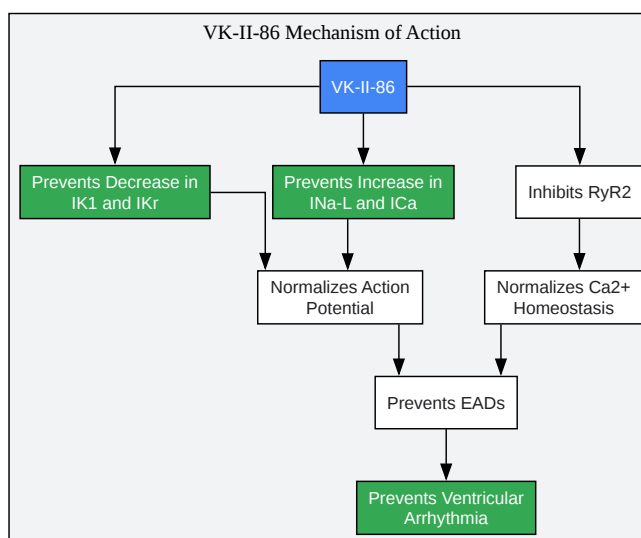 VK-II-86 Mechanism of Action
VK-II-86
Prevents Decrease in
IK1 and IKr
Prevents Increase in
INa-L and ICa
Inhibits RyR2
Normalizes Action
Potential
Normalizes Ca2+
Homeostasis
Prevents EADs
Prevents Ventricular
Arrhythmia